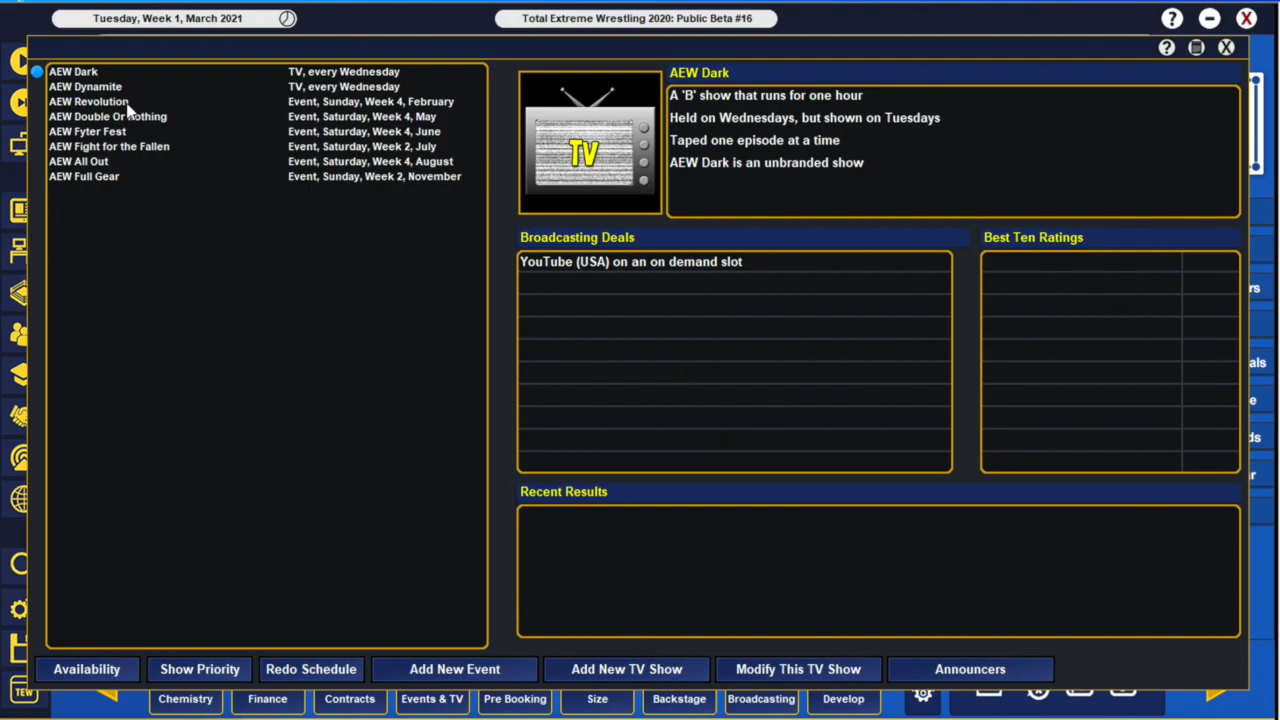 Tuesday, Week 1, March 2021
Total Extreme Wrestling 2020: Public Beta #16
?
X
?
X
AEW Dark TV, every Wednesday
AEW Dynamite TV, every Wednesday
AEW Revolution Event, Sunday, Week 4, February
AEW Double Or Nothing Event, Saturday, Week 4, May
AEW Fyter Fest Event, Saturday, Week 4, June
AEW Fight for the Fallen Event, Sunday, Week 2, July
AEW All Out Event, Saturday, Week 4, August
AEW Full Gear Event, Sunday, Week 2, November
TV
AEW Dark
A 'B' show that runs for one hour
Held on Wednesdays, but shown on Tuesdays
Taped one episode at a time
AEW Dark is an unbranded show
Broadcasting Deals
YouTube (USA) on an on demand slot
Best Ten Ratings
Recent Results
rs
als
e
ds
r
Availability
Show Priority
Redo Schedule
Add New Event
Add New TV Show
Modify This TV Show
Announcers
TEW
Chemistry
Finance
Contracts
Events & TV
Pre Booking
Size
Backstage
Broadcasting
Develop